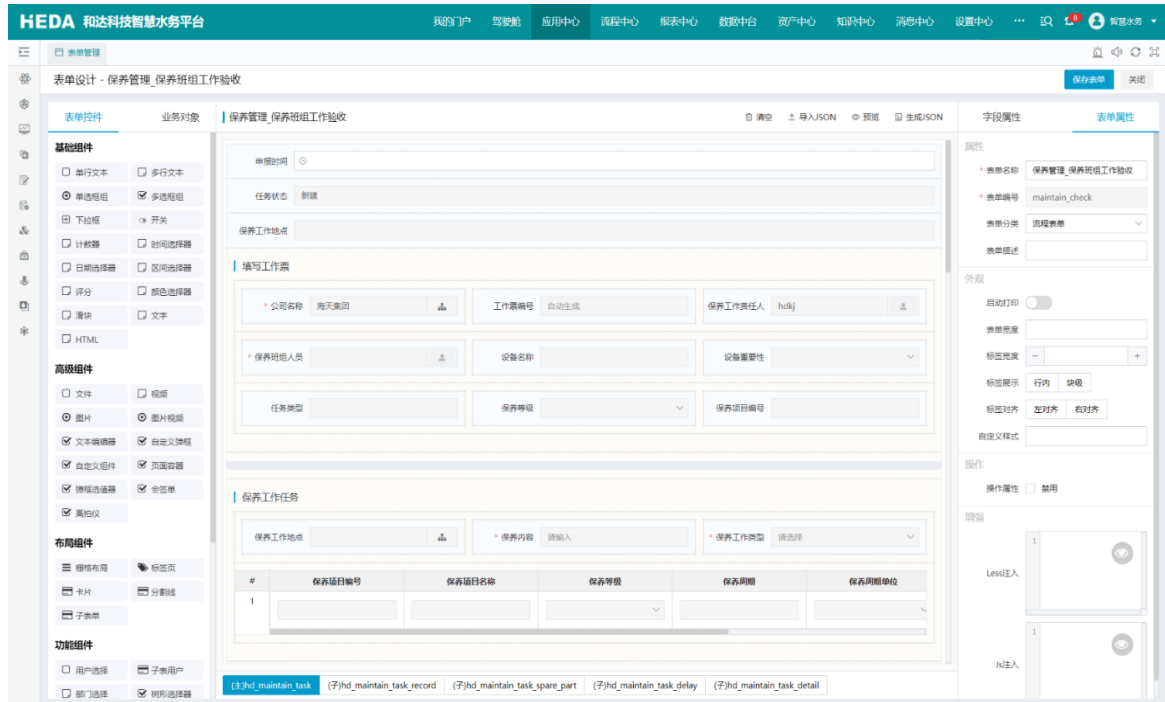 HEDA 和达科技智慧水务平台
我的门户 驾驶舱 应用中心 流程中心 报表中心 数据中台 资产中心 知识中心 消息中心 设置中心 ··· 智慧水务
表单管理
表单设计 - 保养管理_保养班组工作验收
保存表单 关闭
表单控件 业务对象
基础组件
单行文本 多行文本
单选框组 多选框组
下拉框 开关
计数器 时间选择器
日期选择器 区间选择器
评分 颜色选择器
滑块 文字
HTML
高级组件
文件 视频
图片 图片视频
文本编辑器 自定义弹框
自定义组件 页面容器
弹框选值器 会签单
高拍仪
布局组件
栅格布局 标签页
卡片 分割线
子表单
功能组件
用户选择 子表用户
部门选择 树形选择器
保养管理_保养班组工作验收
清空 导入JSON 预览 生成JSON
申报时间
任务状态 新建
保养工作地点
填写工作票
* 公司名称 海天集团 工作票编号 自动生成 保养工作责任人 hdkj
* 保养班组人员 设备名称 设备重要性
任务类型 保养等级 保养项目编号
保养工作任务
保养工作地点 * 保养内容 请输入 * 保养工作类型 请选择
# 保养项目编号 保养项目名称 保养等级 保养周期 保养周期单位
1
(主)hd_maintain_task (子)hd_maintain_task_record (子)hd_maintain_task_spare_part (子)hd_maintain_task_delay (子)hd_maintain_task_detail
字段属性 表单属性
属性
* 表单名称 保养管理_保养班组工作验收
* 表单编号 maintain_check
表单分类 流程表单
表单描述
外观
启动打印
表单宽度
标签宽度 − +
标签展示 行内 块级
标签对齐 左对齐 右对齐
自定义样式
操作
操作属性 禁用
增强
1
Less注入
1
Js注入